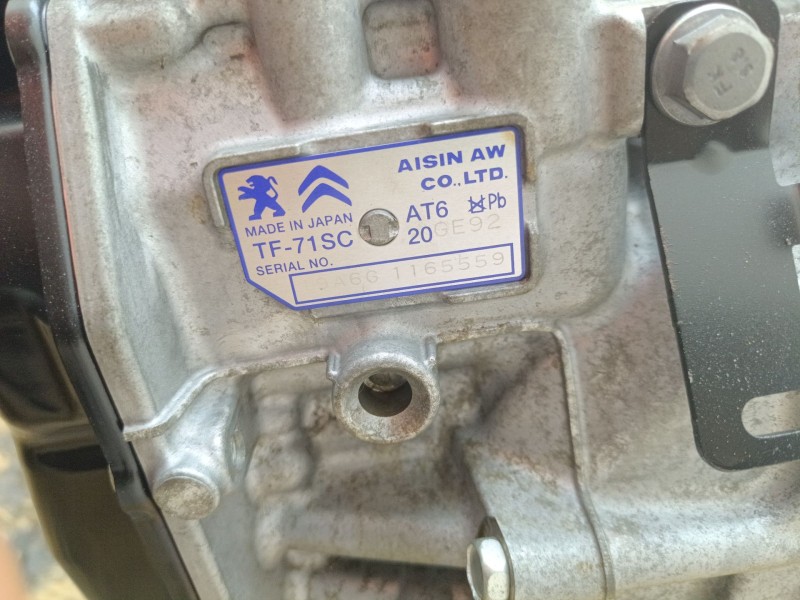 AISIN AW
CO.,LTD.
MADE IN JAPAN
TF-71SC
AT6 Pb
20GE92
SERIAL NO.
1165559